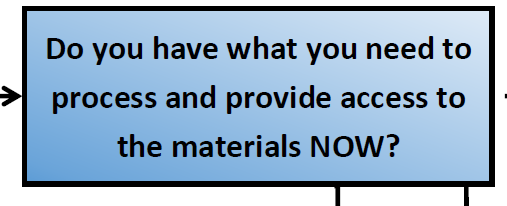 Do you have what you need to
process and provide access to
the materials NOW?